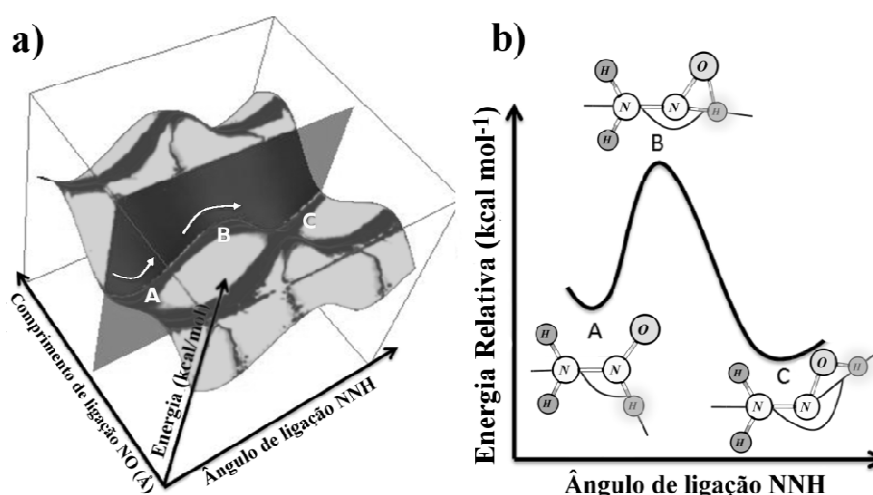 a)
A
B
C
Comprimento de ligação NO (Å)
Energia (kcal/mol)
Ângulo de ligação NNH
b)
Energia Relativa (kcal mol-1)
H
O
N
N
H
H
B
A
H
O
N
N
H
H
C
H
O
H
N
N
H
Ângulo de ligação NNH